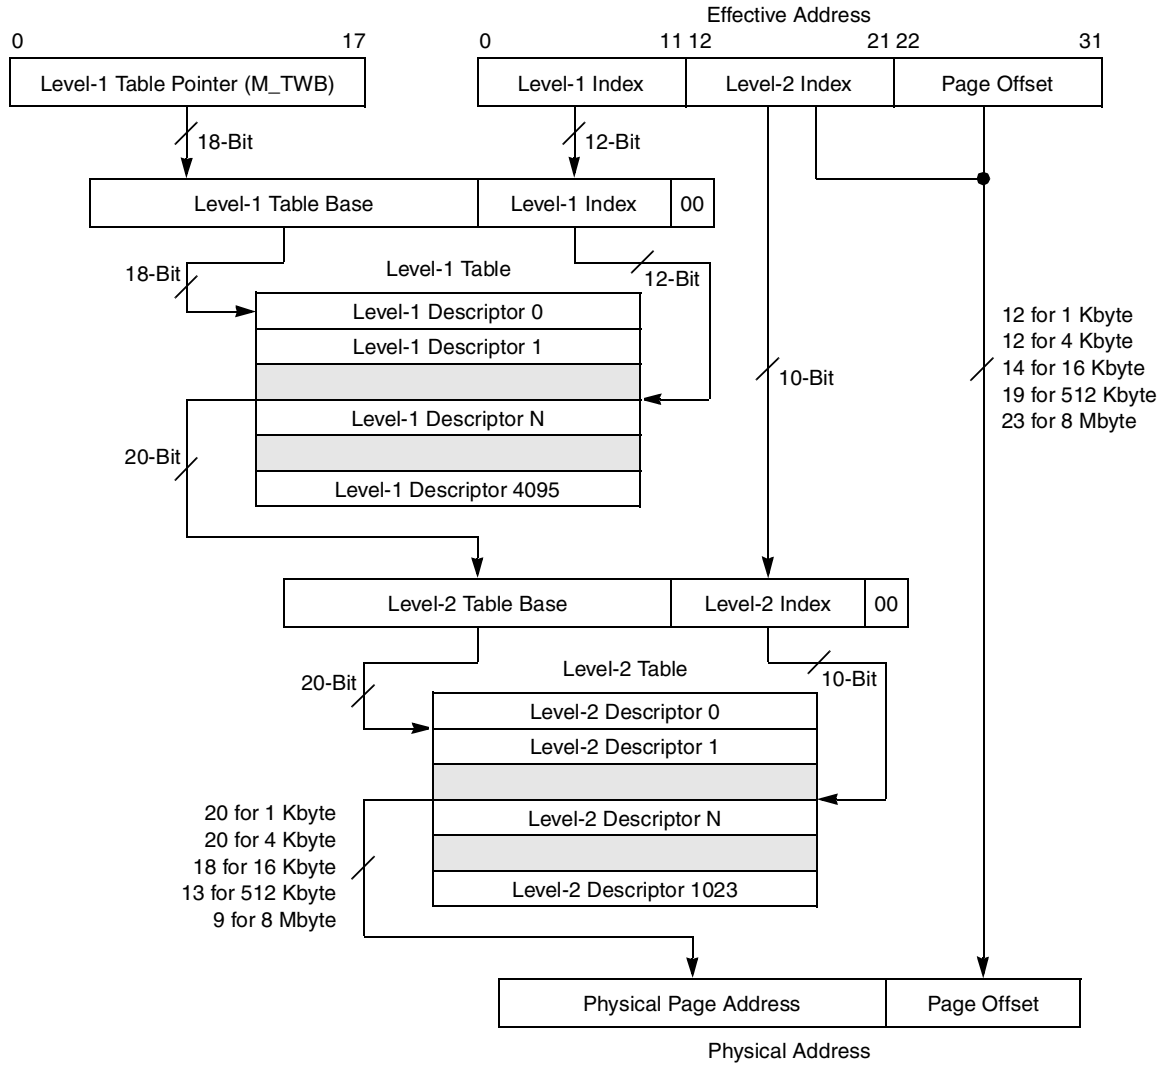 Effective Address
0 17 0 11 12 21 22 31
Level-1 Table Pointer (M_TWB) Level-1 Index Level-2 Index Page Offset
18-Bit 12-Bit
Level-1 Table Base Level-1 Index 00
18-Bit Level-1 Table 12-Bit
Level-1 Descriptor 0
Level-1 Descriptor 1
Level-1 Descriptor N
Level-1 Descriptor 4095
20-Bit
10-Bit
12 for 1 Kbyte
12 for 4 Kbyte
14 for 16 Kbyte
19 for 512 Kbyte
23 for 8 Mbyte
Level-2 Table Base Level-2 Index 00
20-Bit Level-2 Table 10-Bit
Level-2 Descriptor 0
Level-2 Descriptor 1
Level-2 Descriptor N
Level-2 Descriptor 1023
20 for 1 Kbyte
20 for 4 Kbyte
18 for 16 Kbyte
13 for 512 Kbyte
9 for 8 Mbyte
Physical Page Address Page Offset
Physical Address